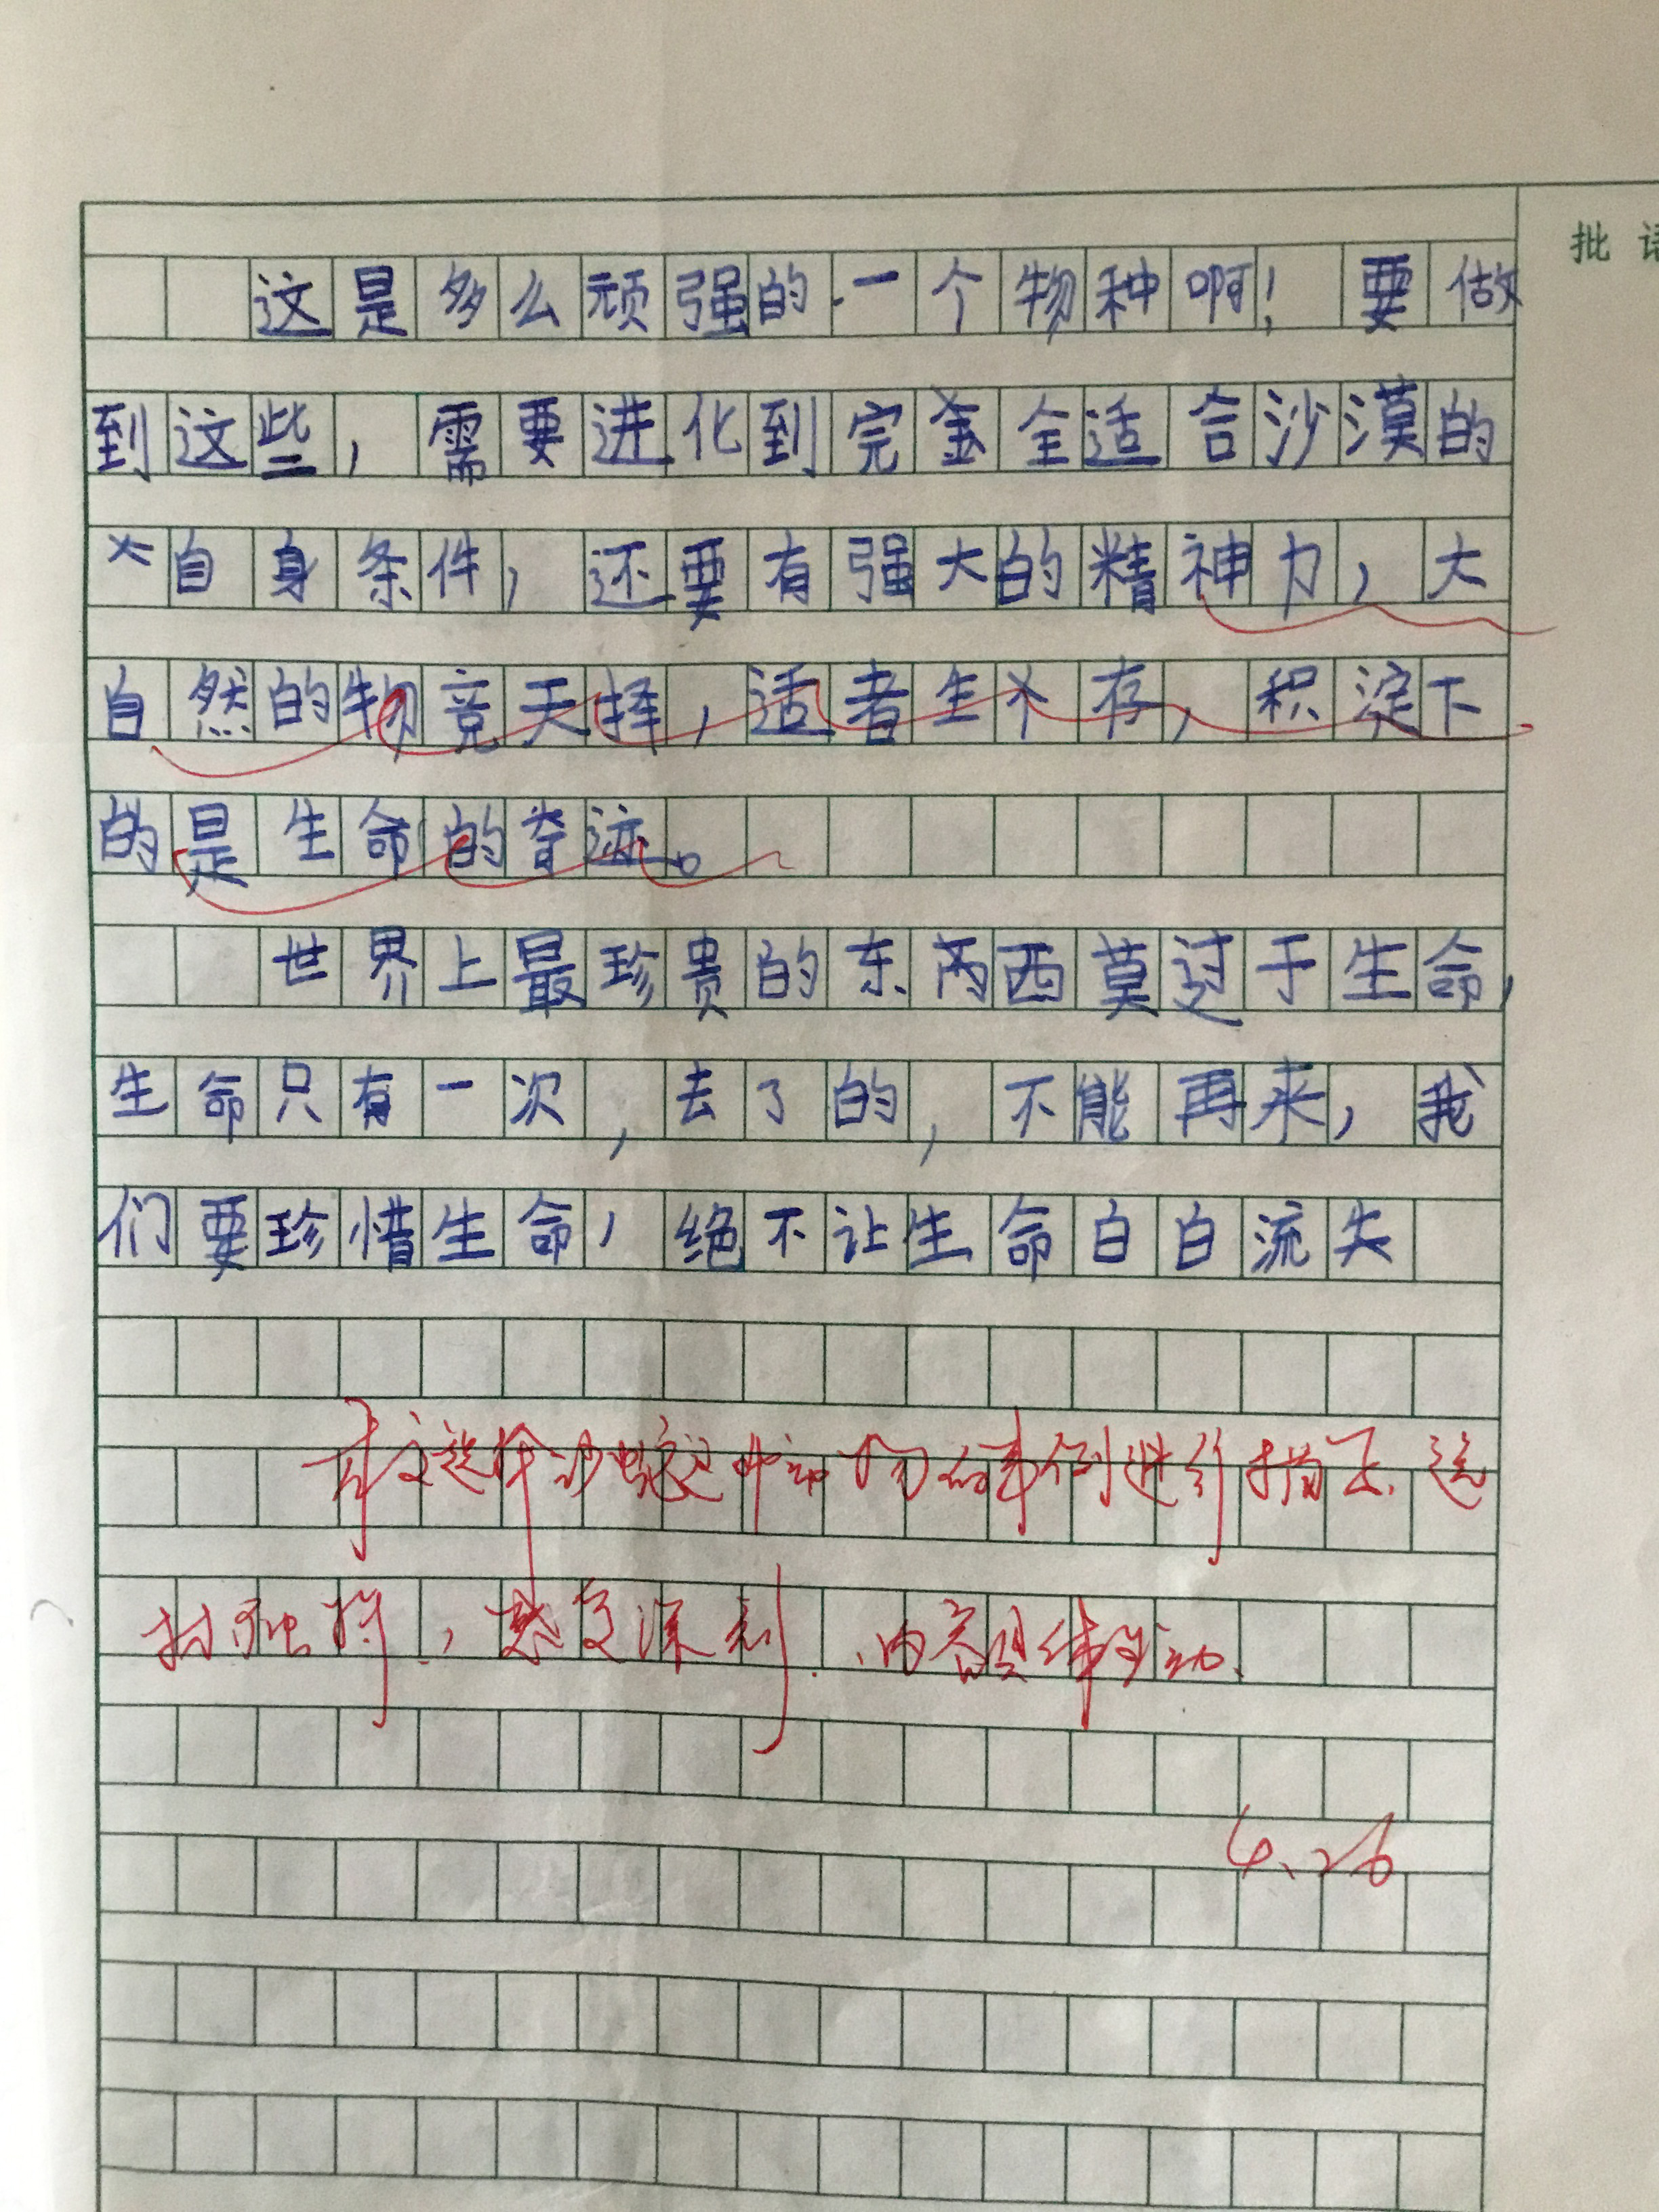 批语
这是多么顽强的一个物种啊！要做
到这些，需要进化到完全适合沙漠的
自身条件，还要有强大的精神力，大
自然的物竞天择，适者生存，积淀下
的是生命的奇迹。
世界上最珍贵的东西莫过于生命，
生命只有一次，去了的，不能再来，我
们要珍惜生命，绝不让生命白白流失
本文选择沙蜥这种动物的事例进行描写，选
材独特，感受深刻，内容具体生动。
4.26